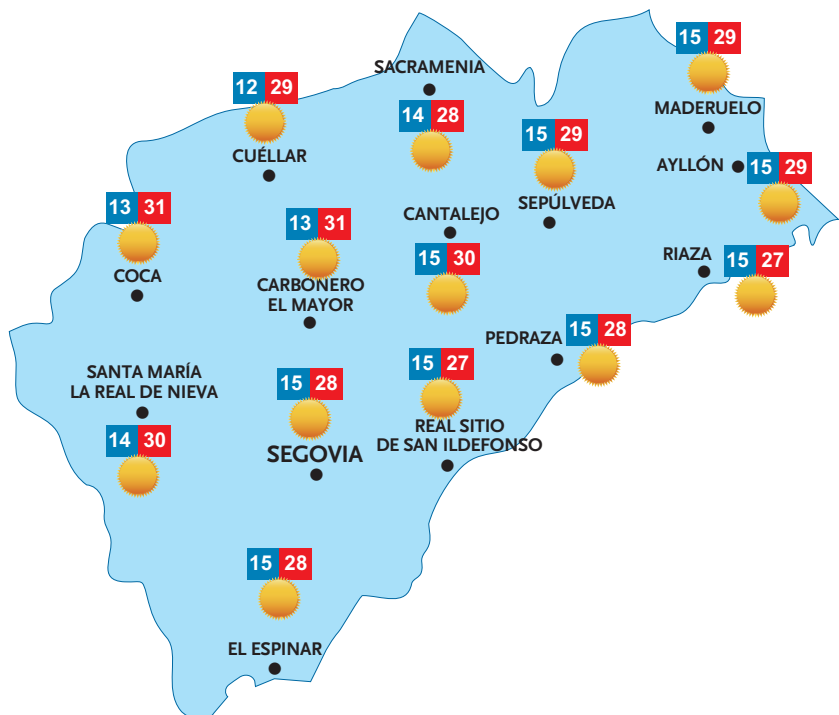 15 29
MADERUELO
SACRAMENIA
14 28
12 29
CUÉLLAR
15 29
SEPÚLVEDA
AYLLÓN
15 29
13 31
COCA
13 31
CARBONERO
EL MAYOR
CANTALEJO
15 30
RIAZA
15 27
PEDRAZA
15 28
SANTA MARÍA
LA REAL DE NIEVA
14 30
15 28
SEGOVIA
15 27
REAL SITIO
DE SAN ILDEFONSO
15 28
EL ESPINAR